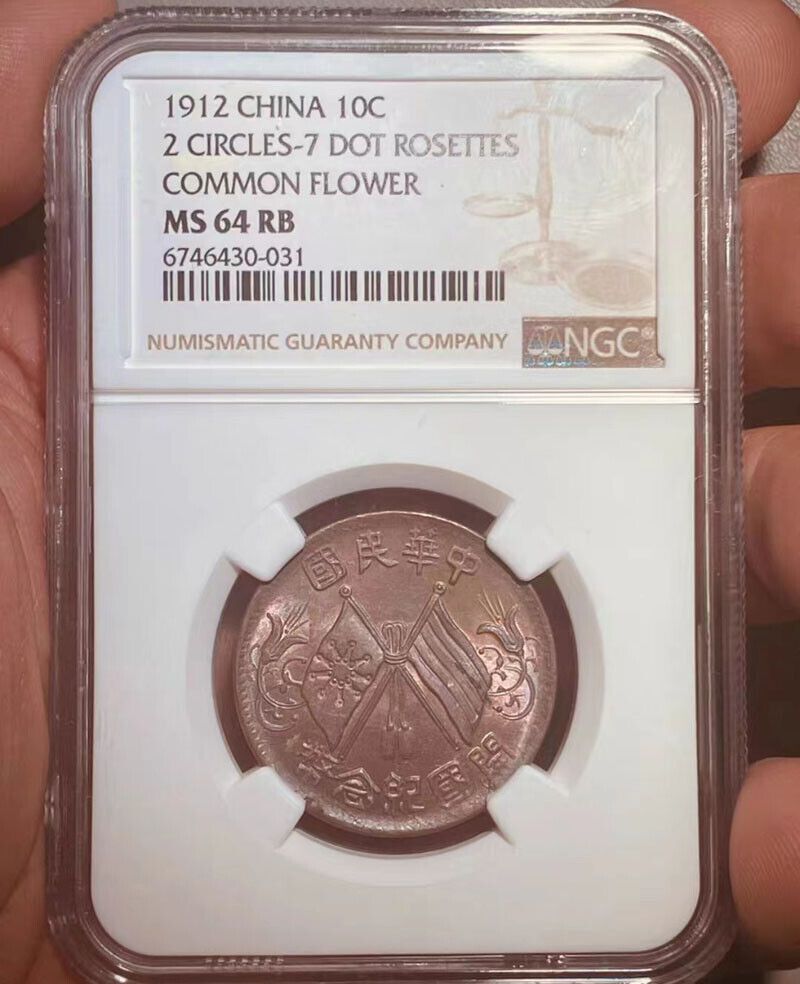 1912 CHINA 10C
2 CIRCLES-7 DOT ROSETTES
COMMON FLOWER
MS 64 RB
6746430-031
NUMISMATIC GUARANTY COMPANY
NGC®
中華民國
開國紀念幣